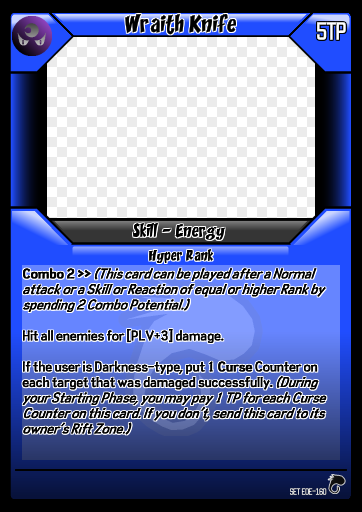 Wraith Knife
5TP
Skill - Energy
Hyper Rank
Combo 2 >> (This card can be played after a Normal
attack or a Skill or Reaction of equal or higher Rank by
spending 2 Combo Potential.)
Hit all enemies for [PLV+3] damage.
If the user is Darkness-type, put 1 Curse Counter on
each target that was damaged successfully. (During
your Starting Phase, you may pay 1 TP for each Curse
Counter on this card. If you don't, send this card to its
owner's Rift Zone.)
SET EOE-160